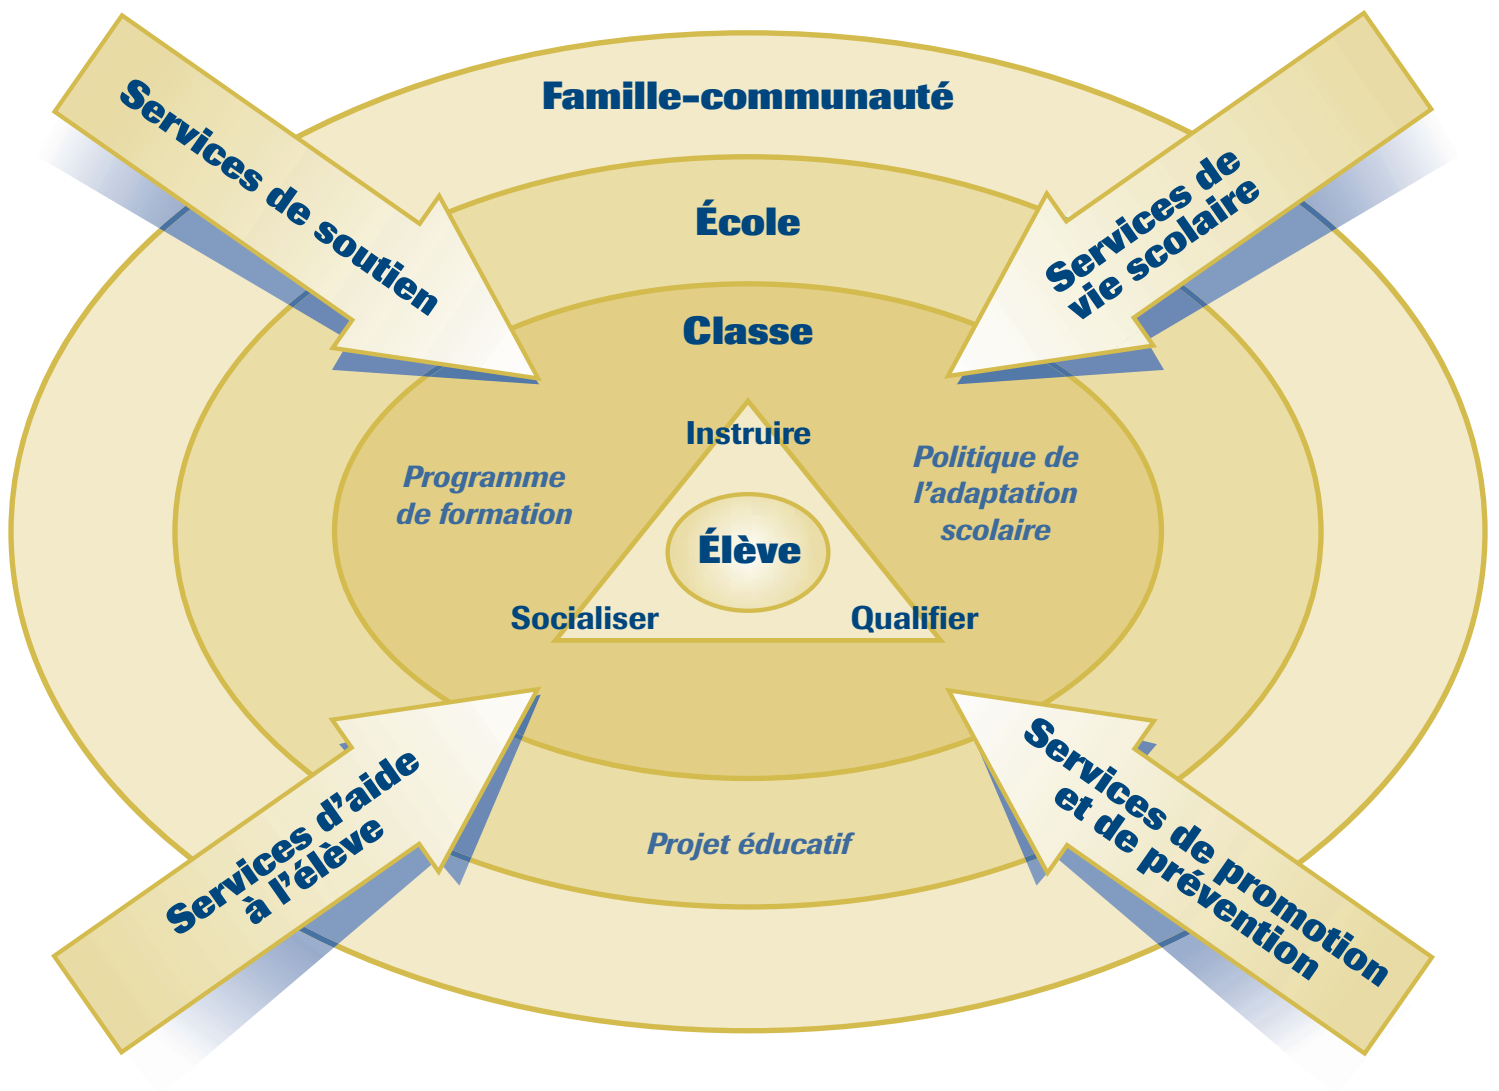 Famille-communauté
Services de soutien
Services de
vie scolaire
École
Classe
Instruire
Programme
de formation
Politique de
l'adaptation
scolaire
Élève
Socialiser
Qualifier
Projet éducatif
Services d'aide
à l'élève
Services de promotion
et de prévention